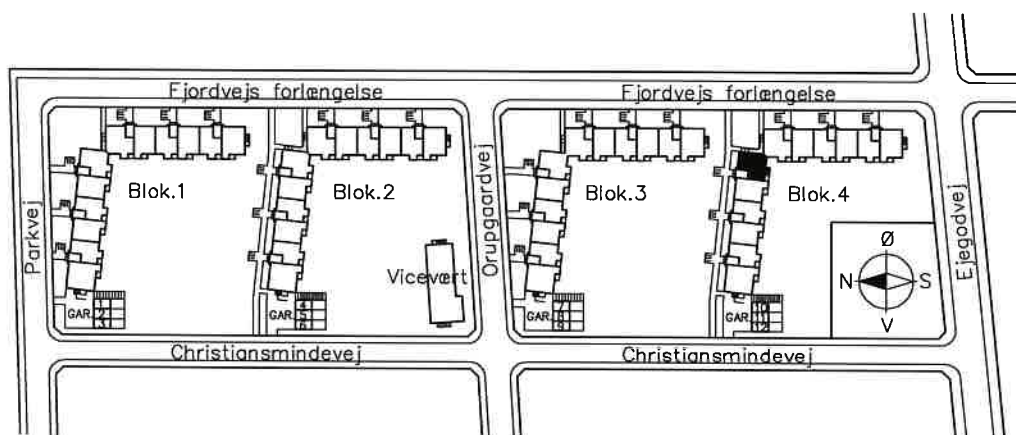 Fjordvejs forlængelse
Fjordvejs forlængelse
Parkvej
Blok.1
Blok.2
Orupgaardvej
Blok.3
Blok.4
Ejegodvej
Ø
N
S
V
Vicevært
GAR.
1
2
3
GAR.
4
5
6
GAR.
7
8
9
GAR.
10
11
12
Christiansmindevej
Christiansmindevej